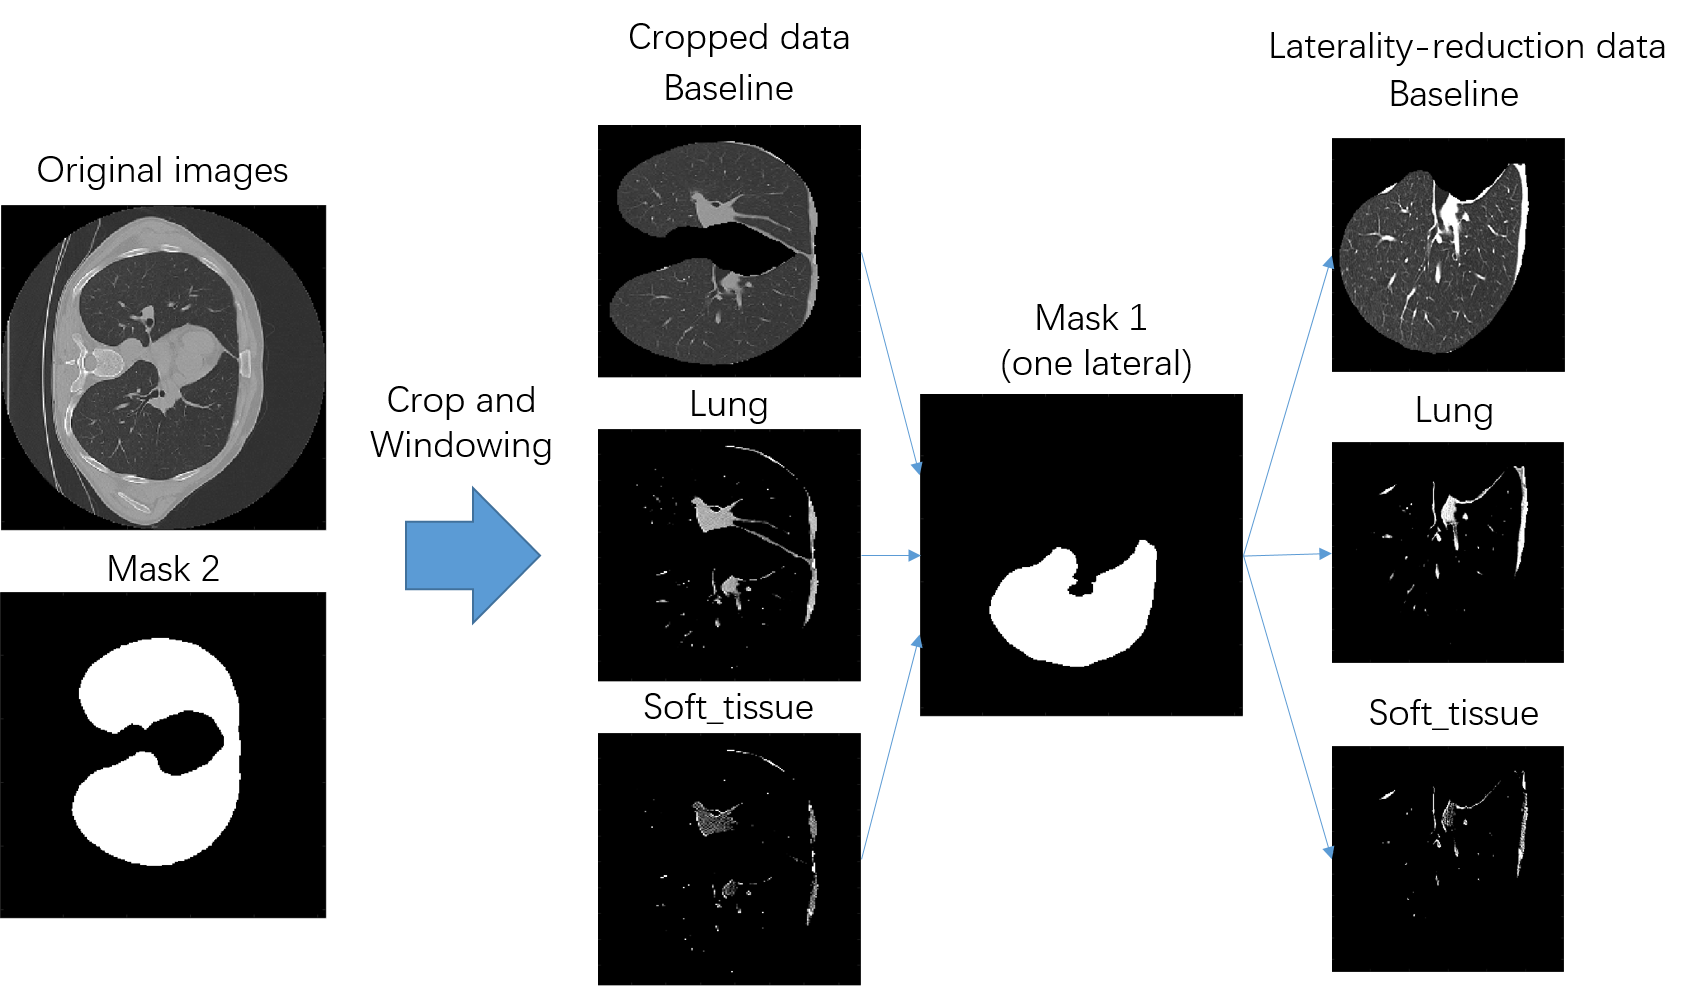 Original images
Mask 2
Crop and
Windowing
Cropped data
Baseline
Lung
Soft_tissue
Mask 1
(one lateral)
Laterality-reduction data
Baseline
Lung
Soft_tissue